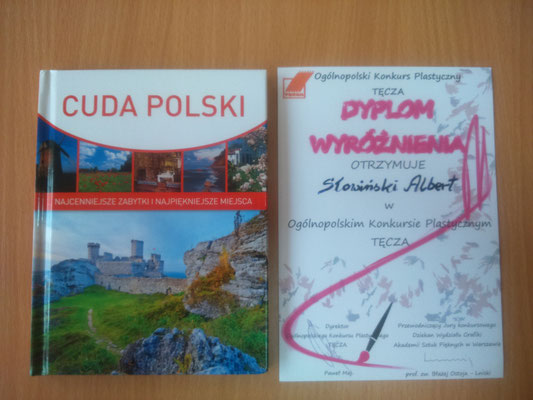 CUDA POLSKI
NAJCENNIEJSZE ZABYTKI I NAJPIĘKNIEJSZE MIEJSCA
Ogólnopolski Konkurs Plastyczny
TĘCZA
DYPLOM
WYRÓŻNIENIA
OTRZYMUJE
Słowiński Albert
w
Ogólnopolskim Konkursie Plastycznym
TĘCZA
Dyrektor
Ogólnopolskiego Konkursu Plastycznego
TĘCZA
Paweł
Przewodniczący Jury konkursowego
Dziekan Wydziału Grafiki
Akademii Sztuk Pięknych w Warszawie
prof. Błażej Ostoja - Lniski